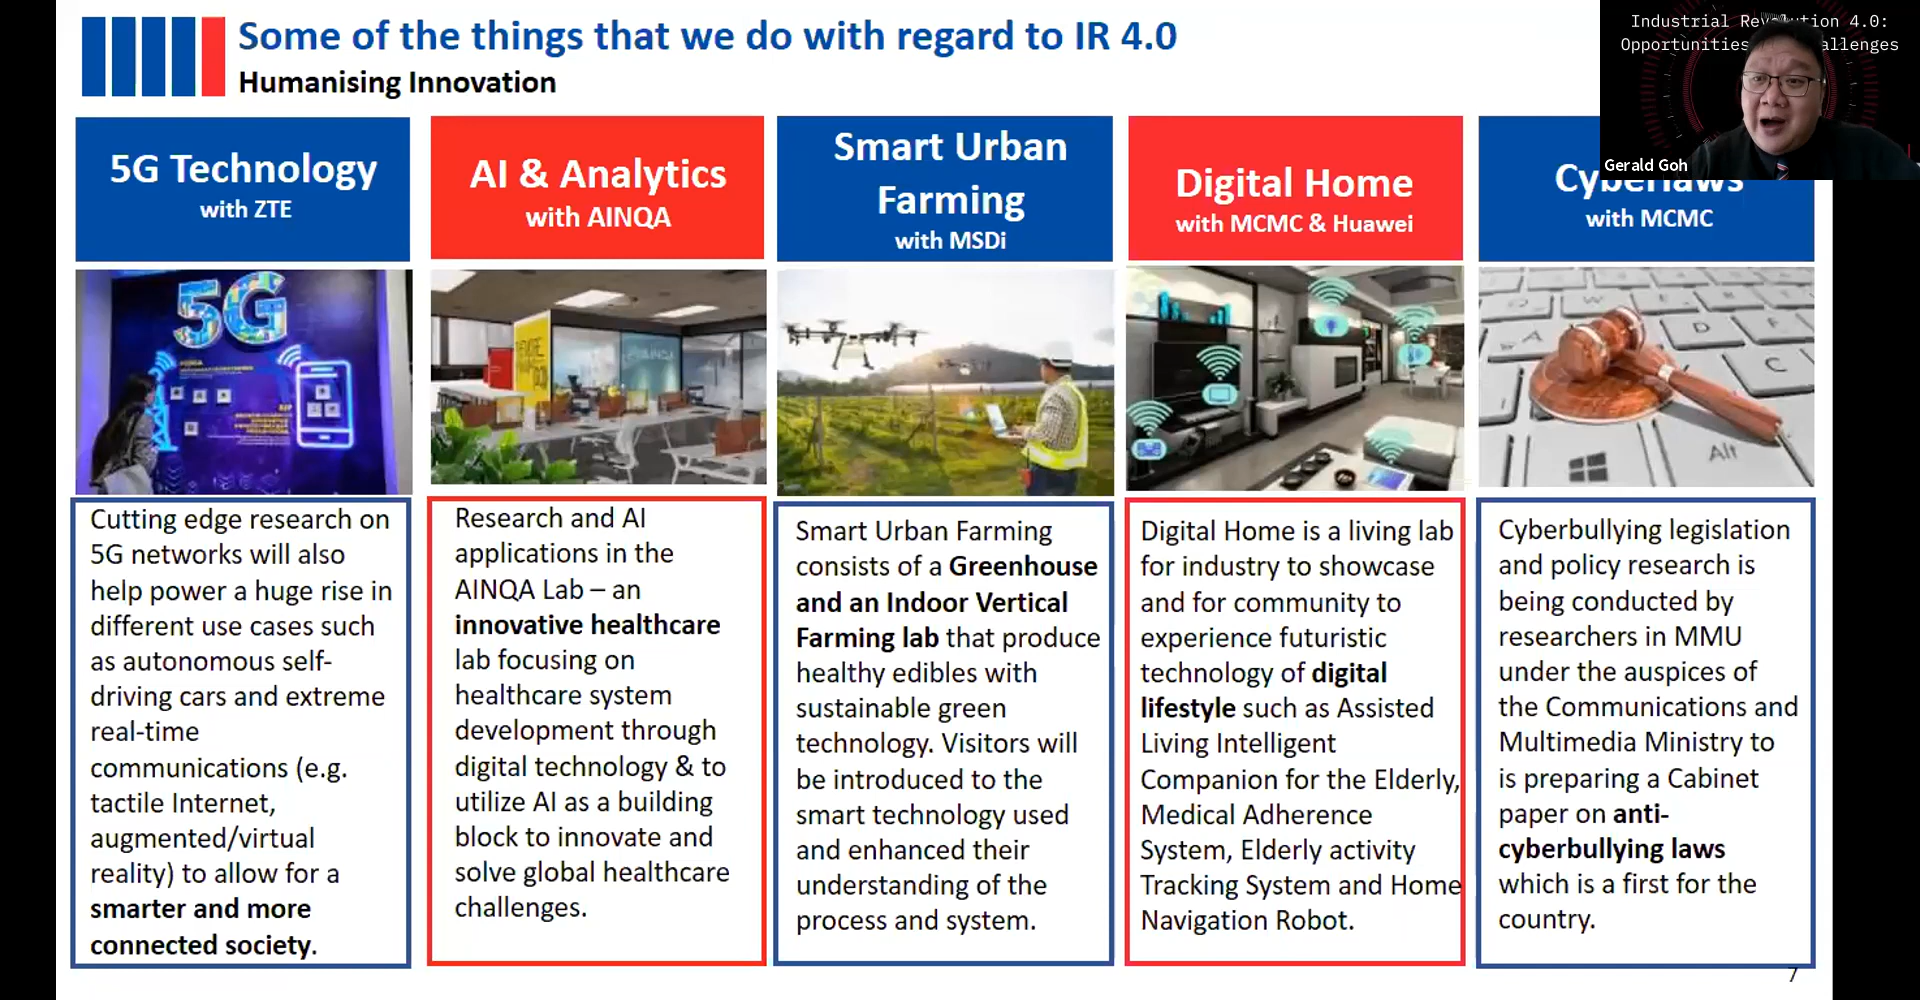 Some of the things that we do with regard to IR 4.0
Humanising Innovation
Industrial Revolution 4.0:
Opportunities
Challenges
Gerald Goh
5G Technology
with ZTE
5G
Cutting edge research on
5G networks will also
help power a huge rise in
different use cases such
as autonomous self-
driving cars and extreme
real-time
communications (e.g.
tactile Internet,
augmented/virtual
reality) to allow for a
smarter and more
connected society.
AI & Analytics
with AINQA
Research and AI
applications in the
AINQA Lab – an
innovative healthcare
lab focusing on
healthcare system
development through
digital technology & to
utilize AI as a building
block to innovate and
solve global healthcare
challenges.
Smart Urban
Farming
with MSDi
Smart Urban Farming
consists of a Greenhouse
and an Indoor Vertical
Farming lab that produce
healthy edibles with
sustainable green
technology. Visitors will
be introduced to the
smart technology used
and enhanced their
understanding of the
process and system.
Digital Home
with MCMC & Huawei
Digital Home is a living lab
for industry to showcase
and for community to
experience futuristic
technology of digital
lifestyle such as Assisted
Living Intelligent
Companion for the Elderly,
Medical Adherence
System, Elderly activity
Tracking System and Home
Navigation Robot.
Cyberlaws
with MCMC
D
C
Alt
Cyberbullying legislation
and policy research is
being conducted by
researchers in MMU
under the auspices of
the Communications and
Multimedia Ministry to
is preparing a Cabinet
paper on anti-
cyberbullying laws
which is a first for the
country.
7